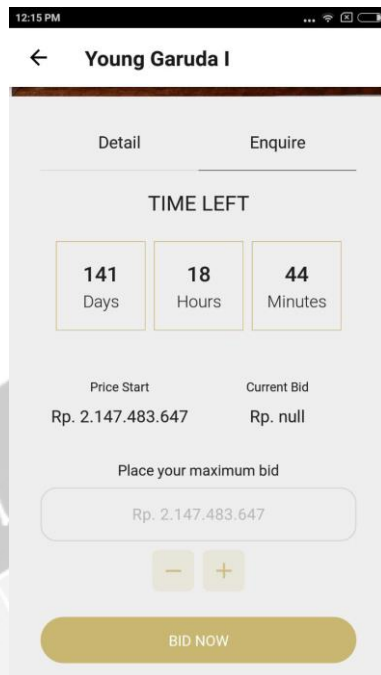 12:15 PM
...
← Young Garuda I
Detail Enquire
TIME LEFT
141 18 44
Days Hours Minutes
Price Start Current Bid
Rp. 2.147.483.647 Rp. null
Place your maximum bid
Rp. 2.147.483.647
− +
BID NOW